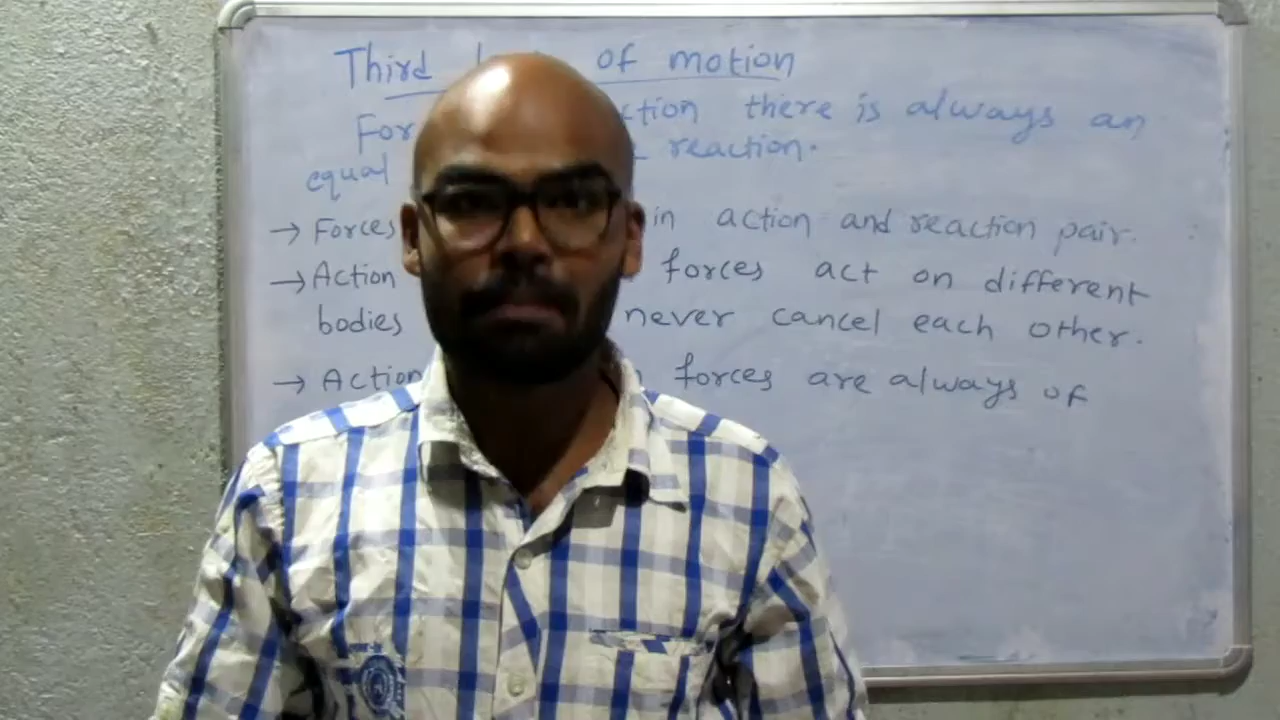 Third of motion
For ction there is always an
equal reaction.
→ Forces in action and reaction pair.
→ Action forces act on different
bodies never cancel each other.
→ Action forces are always of